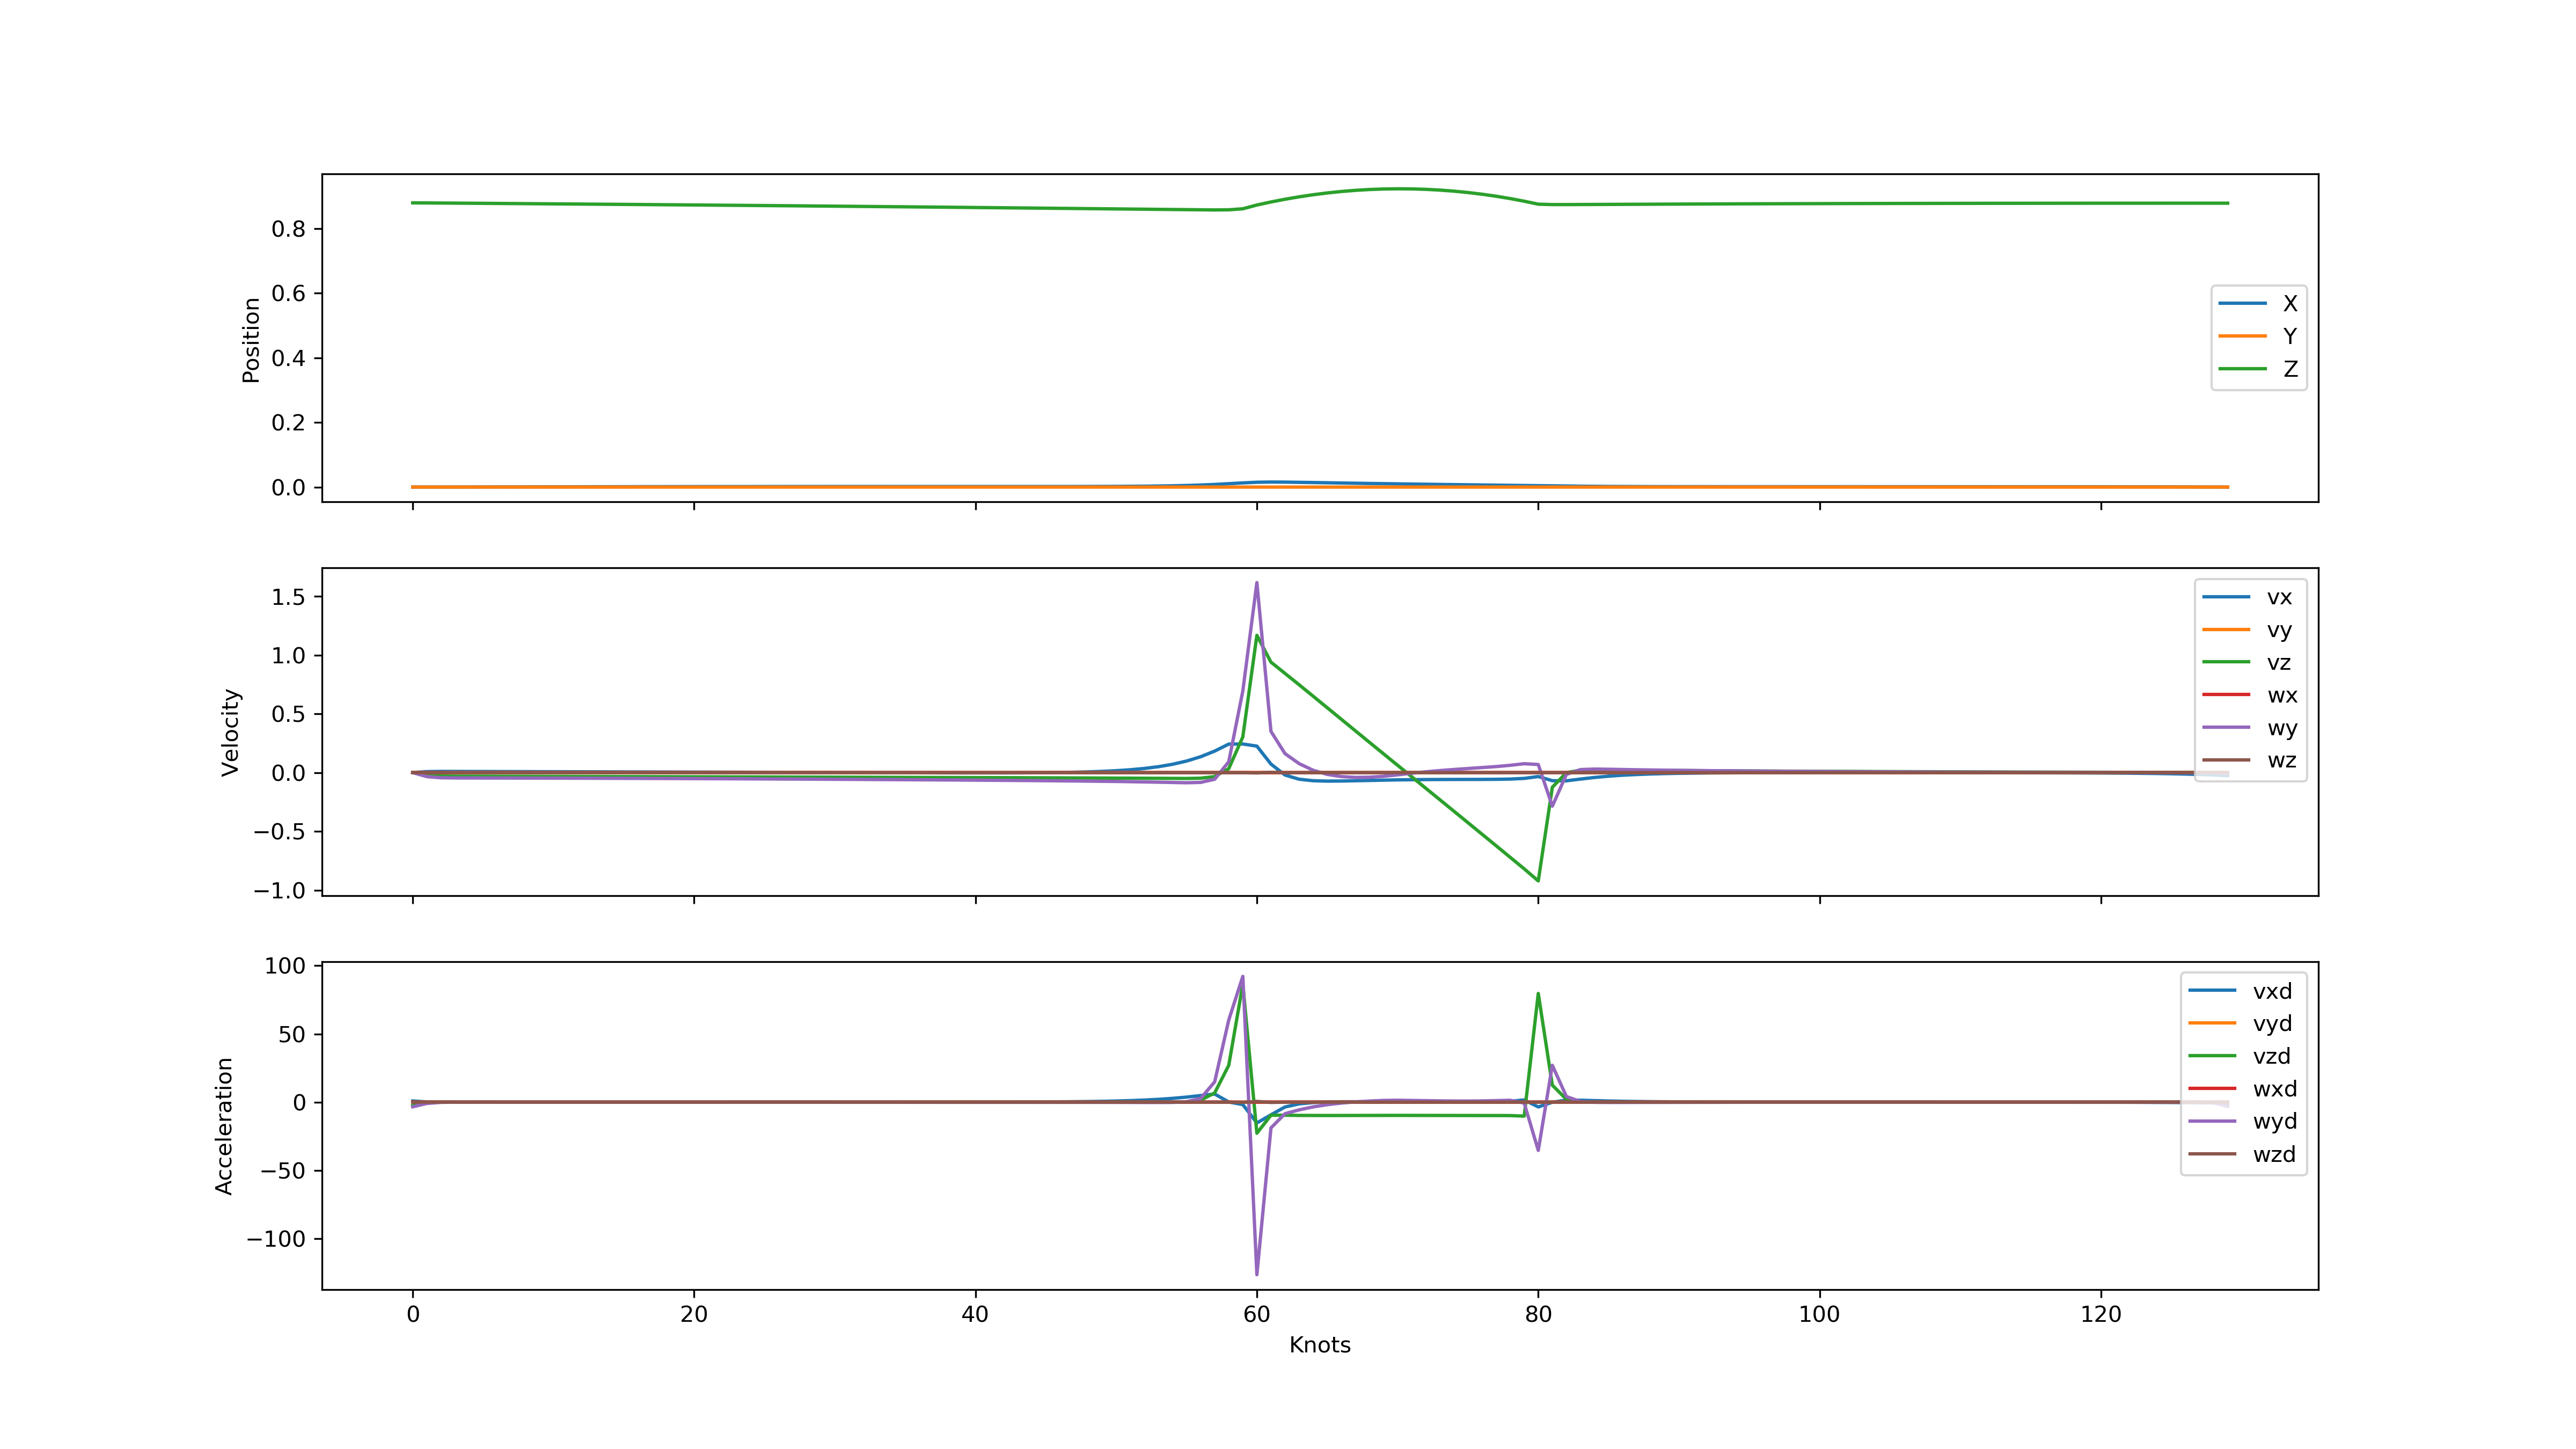 Position
0.8
0.6
0.4
0.2
0.0
X
Y
Z
Velocity
1.5
1.0
0.5
0.0
−0.5
−1.0
vx
vy
vz
wx
wy
wz
Acceleration
100
50
0
−50
−100
vxd
vyd
vzd
wxd
wyd
wzd
0 20 40 60 80 100 120
Knots